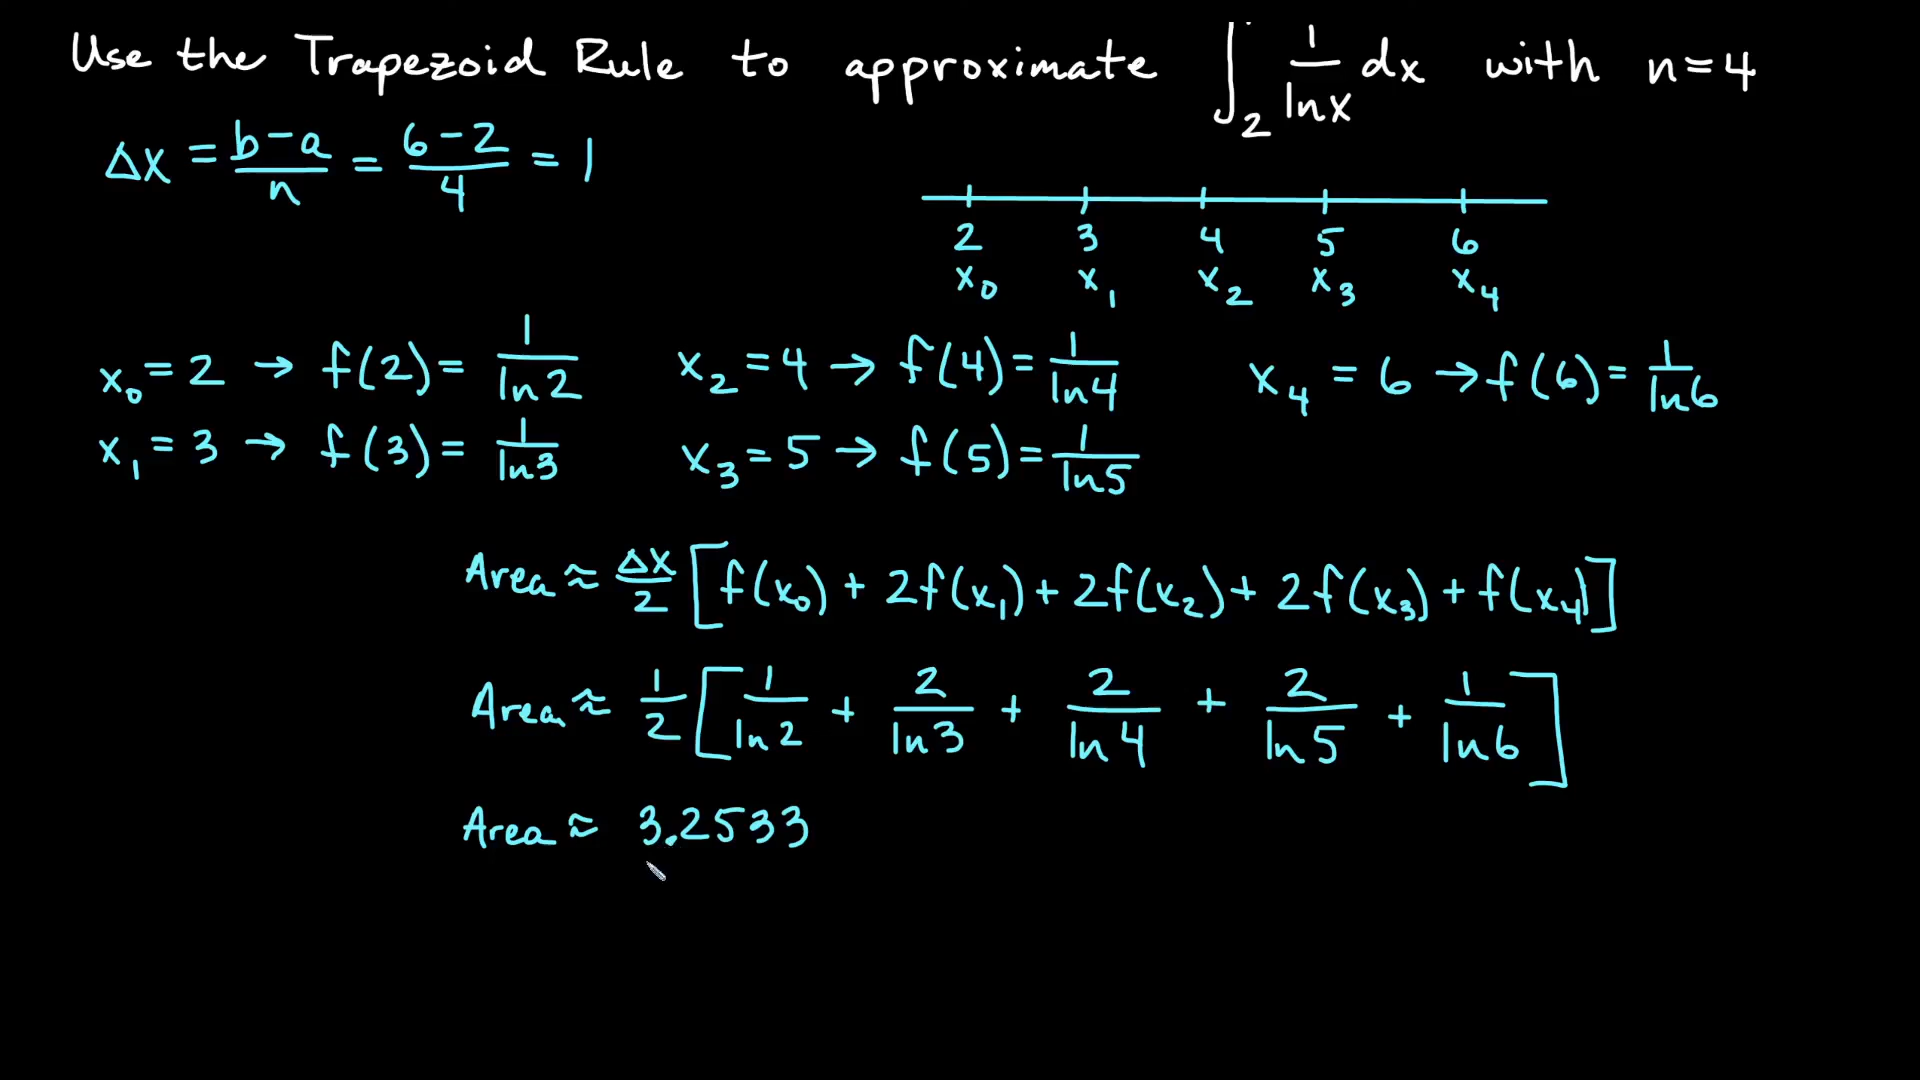 Use the Trapezoid Rule to approximate ∫₂ 1/lnx dx with n=4
Δx = b-a/n = 6-2/4 = 1
2 3 4 5 6
x₀ x₁ x₂ x₃ x₄
x₀ = 2 → f(2) = 1/ln2 x₂ = 4 → f(4) = 1/ln4 x₄ = 6 → f(6) = 1/ln6
x₁ = 3 → f(3) = 1/ln3 x₃ = 5 → f(5) = 1/ln5
Area ≈ Δx/2 [f(x₀) + 2f(x₁) + 2f(x₂) + 2f(x₃) + f(x₄)]
Area ≈ 1/2 [1/ln2 + 2/ln3 + 2/ln4 + 2/ln5 + 1/ln6]
Area ≈ 3.2533